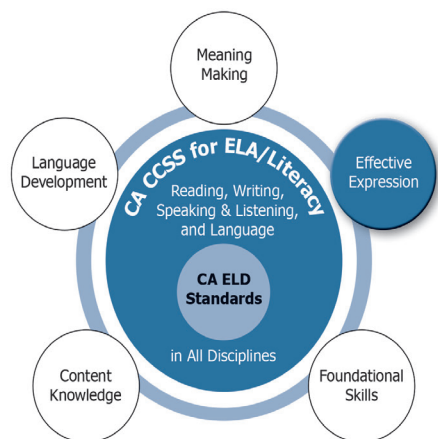 Meaning
Making
Language
Development
Effective
Expression
CA CCSS for ELA/Literacy
Reading, Writing,
Speaking & Listening,
and Language
CA ELD
Standards
in All Disciplines
Content
Knowledge
Foundational
Skills